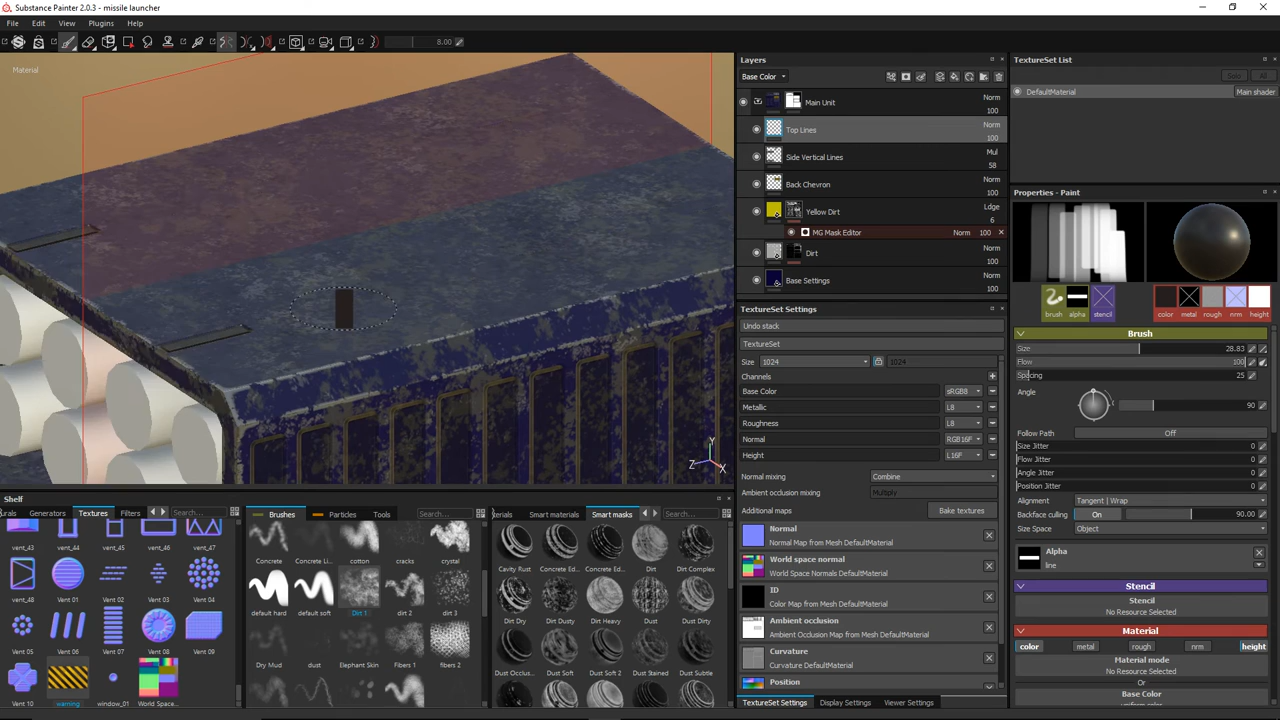 Substance Painter 2.0.3 - missile launcher
File Edit View Plugins Help
8.00
Material
Layers
Base Color
Main Unit Norm 100
Top Lines Norm 100
Side Vertical Lines Mul 58
Back Chevron Norm 100
Yellow Dirt Ldge 6
MG Mask Editor Norm 100
Dirt Norm 100
Base Settings Norm 100
TextureSet Settings
Undo stack
TextureSet
Size 1024 1024
Channels
Base Color sRGB8
Metallic L8
Roughness L8
Normal RGB16F
Height L16F
Normal mixing Combine
Ambient occlusion mixing Multiply
Additional maps Bake textures
Normal
Normal Map from Mesh DefaultMaterial
World space normal
World Space Normals DefaultMaterial
ID
Color Map from Mesh DefaultMaterial
Ambient occlusion
Ambient Occlusion Map from Mesh DefaultMaterial
Curvature
Curvature DefaultMaterial
Position
TextureSet Settings Display Settings Viewer Settings
TextureSet List
Solo All
DefaultMaterial Main shader
Properties - Paint
brush alpha stencil color metal rough nrm height
Brush
Size 28.83
Flow 100
Spacing 25
Angle 90
Follow Path Off
Size Jitter 0
Flow Jitter 0
Angle Jitter 0
Position Jitter 0
Alignment Tangent | Wrap
Backface culling On 90.00
Size Space Object
Alpha
line
Stencil
Stencil
No Resource Selected
Material
color metal rough nrm height
Material mode
No Resource Selected
Or
Base Color
uniform color
Shelf
urals Generators Textures Filters Search...
vent_43 vent_44 vent_45 vent_46 vent_47
vent_48 Vent 01 Vent 02 Vent 03 Vent 04
Vent 05 Vent 06 Vent 07 Vent 08 Vent 09
Vent 10 warning window_01 World Space...
Brushes Particles Tools Search...
Concrete Concrete Li... cotton cracks crystal
default hard default soft Dirt 1 dirt 2 dirt 3
Dry Mud dust Elephant Skin Fibers 1 fibers 2
erials Smart materials Smart masks Search...
Cavity Rust Concrete Ed... Concrete Ed... Dirt Dirt Complex
Dirt Dry Dirt Dusty Dirt Heavy Dust Dust Dirty
Dust Occlus... Dust Soft Dust Soft 2 Dust Stained Dust Subtle
Y
Z
X